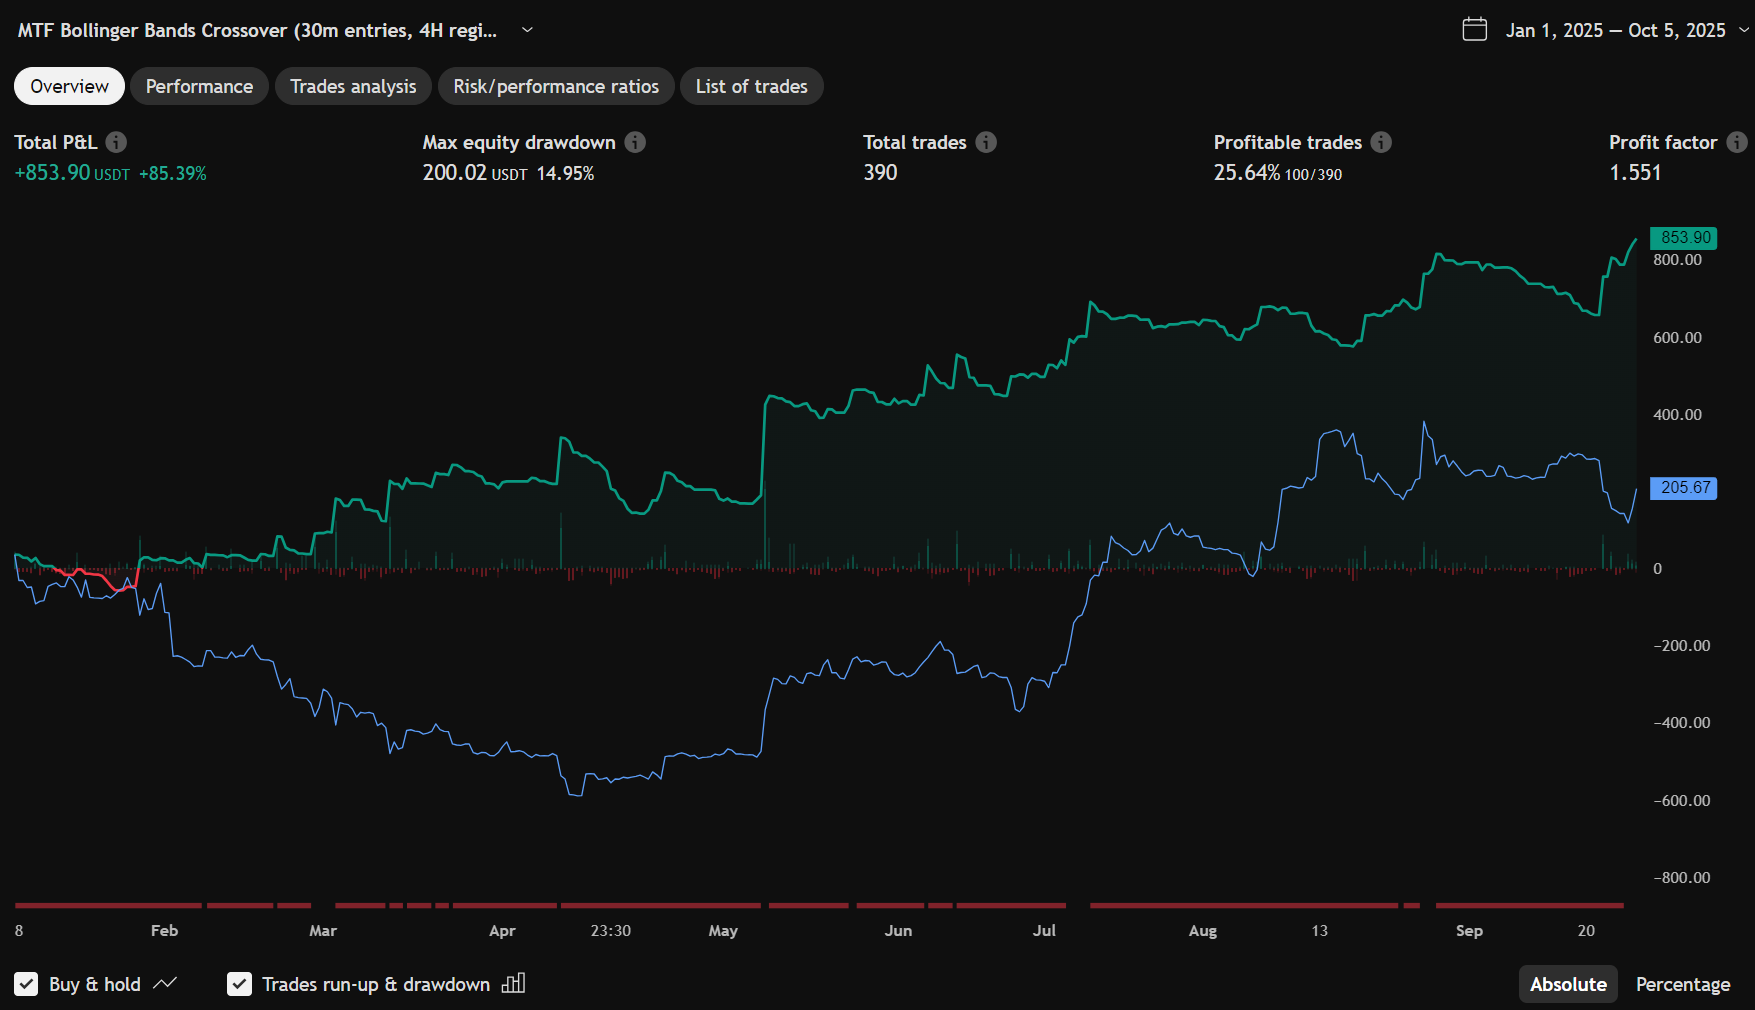 MTF Bollinger Bands Crossover (30m entries, 4H regi...
Jan 1, 2025 — Oct 5, 2025
Overview
Performance
Trades analysis
Risk/performance ratios
List of trades
Total P&L
+853.90 USDT +85.39%
Max equity drawdown
200.02 USDT 14.95%
Total trades
390
Profitable trades
25.64% 100/390
Profit factor
1.551
853.90
800.00
600.00
400.00
205.67
0
−200.00
−400.00
−600.00
−800.00
8 Feb Mar Apr 23:30 May Jun Jul Aug 13 Sep 20
Buy & hold
Trades run-up & drawdown
Absolute
Percentage